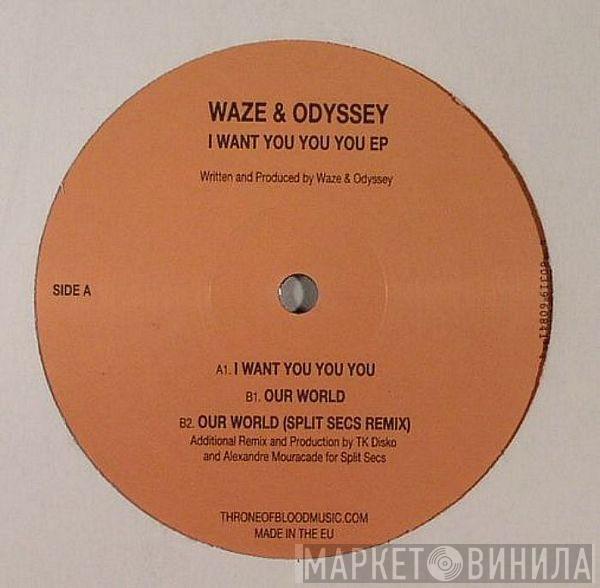 WAZE & ODYSSEY
I WANT YOU YOU YOU EP
Written and Produced by Waze & Odyssey
SIDE A
A1. I WANT YOU YOU YOU
B1. OUR WORLD
B2. OUR WORLD (SPLIT SECS REMIX)
Additional Remix and Production by TK Disko
and Alexandre Mouracade for Split Secs
THRONEOFBLOODMUSIC.COM
MADE IN THE EU
МАРКЕТ ВИНИЛА